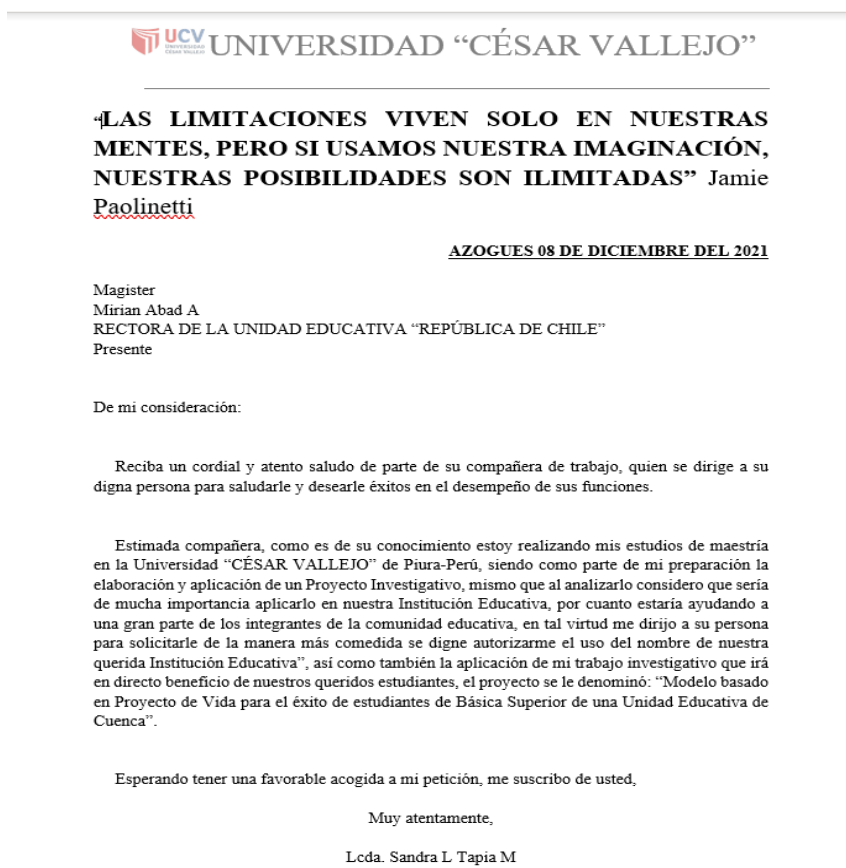 UCV UNIVERSIDAD “CÉSAR VALLEJO”
UNIVERSIDAD
CÉSAR VALLEJO
“LAS LIMITACIONES VIVEN SOLO EN NUESTRAS
MENTES, PERO SI USAMOS NUESTRA IMAGINACIÓN,
NUESTRAS POSIBILIDADES SON ILIMITADAS” Jamie
Paolinetti
AZOGUES 08 DE DICIEMBRE DEL 2021
Magister
Mirian Abad A
RECTORA DE LA UNIDAD EDUCATIVA “REPÚBLICA DE CHILE”
Presente
De mi consideración:
Reciba un cordial y atento saludo de parte de su compañera de trabajo, quien se dirige a su
digna persona para saludarle y desearle éxitos en el desempeño de sus funciones.
Estimada compañera, como es de su conocimiento estoy realizando mis estudios de maestría
en la Universidad “CÉSAR VALLEJO” de Piura-Perú, siendo como parte de mi preparación la
elaboración y aplicación de un Proyecto Investigativo, mismo que al analizarlo considero que sería
de mucha importancia aplicarlo en nuestra Institución Educativa, por cuanto estaría ayudando a
una gran parte de los integrantes de la comunidad educativa, en tal virtud me dirijo a su persona
para solicitarle de la manera más comedida se digne autorizarme el uso del nombre de nuestra
querida Institución Educativa”, así como también la aplicación de mi trabajo investigativo que irá
en directo beneficio de nuestros queridos estudiantes, el proyecto se le denominó: “Modelo basado
en Proyecto de Vida para el éxito de estudiantes de Básica Superior de una Unidad Educativa de
Cuenca”.
Esperando tener una favorable acogida a mi petición, me suscribo de usted,
Muy atentamente,
Lcda. Sandra L Tapia M